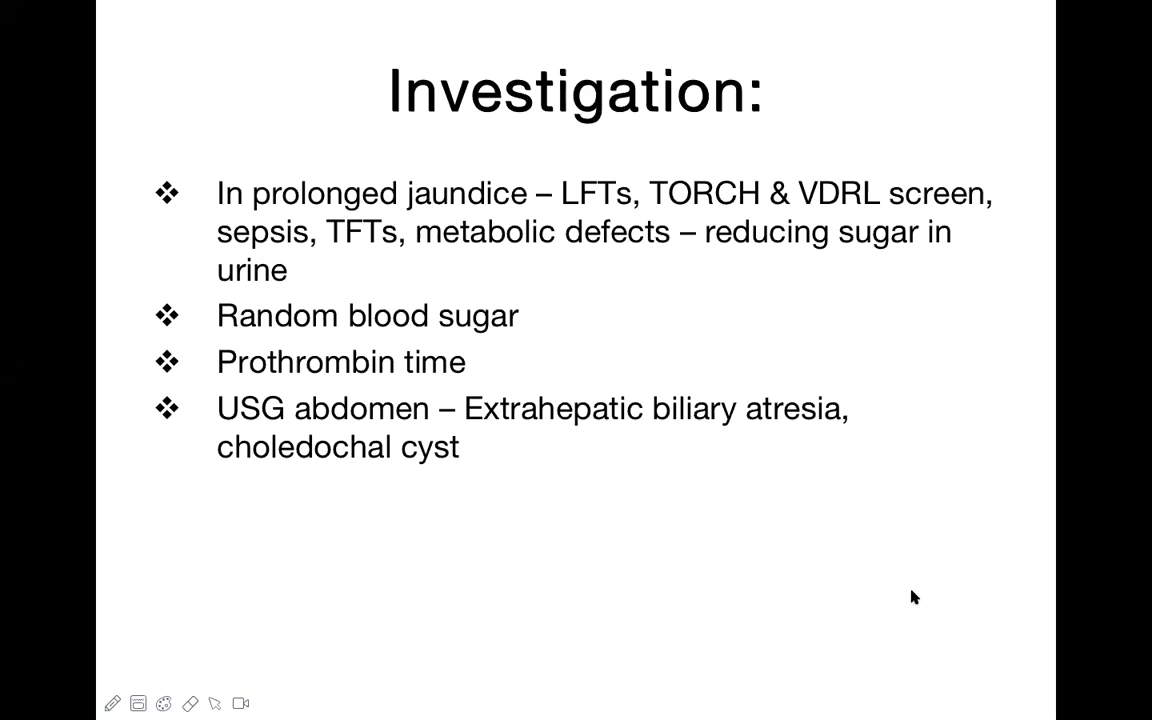 Investigation:
❖ In prolonged jaundice – LFTs, TORCH & VDRL screen,
sepsis, TFTs, metabolic defects – reducing sugar in
urine
❖ Random blood sugar
❖ Prothrombin time
❖ USG abdomen – Extrahepatic biliary atresia,
choledochal cyst